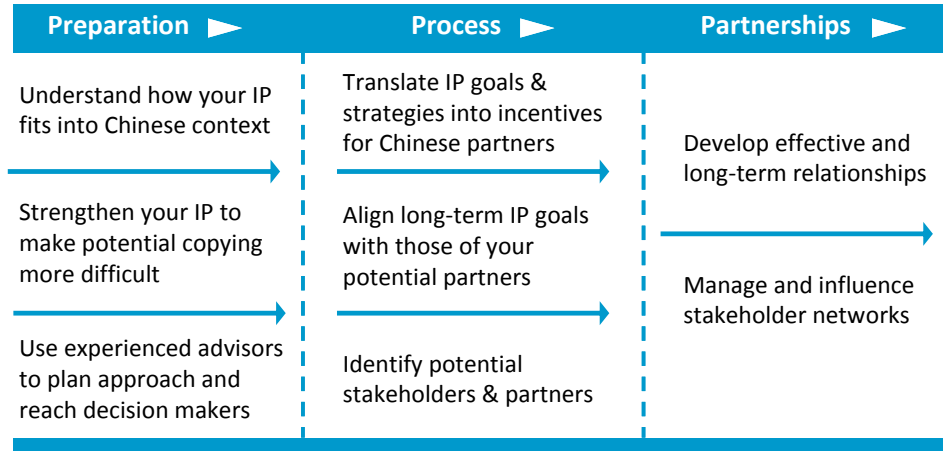 Preparation
Process
Partnerships
Understand how your IP
fits into Chinese context
Strengthen your IP to
make potential copying
more difficult
Use experienced advisors
to plan approach and
reach decision makers
Translate IP goals &
strategies into incentives
for Chinese partners
Align long-term IP goals
with those of your
potential partners
Identify potential
stakeholders & partners
Develop effective and
long-term relationships
Manage and influence
stakeholder networks